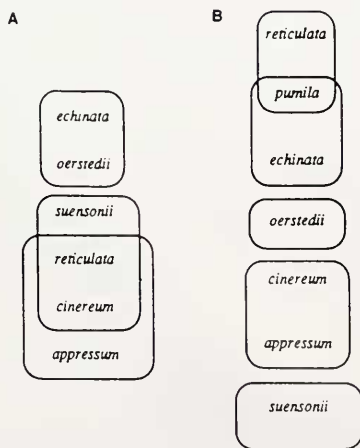 A
echinata
oerstedii
suensonii
reticulata
cinereum
appressum
B
reticulata
pumila
echinata
oerstedii
cinereum
appressum
suensonii